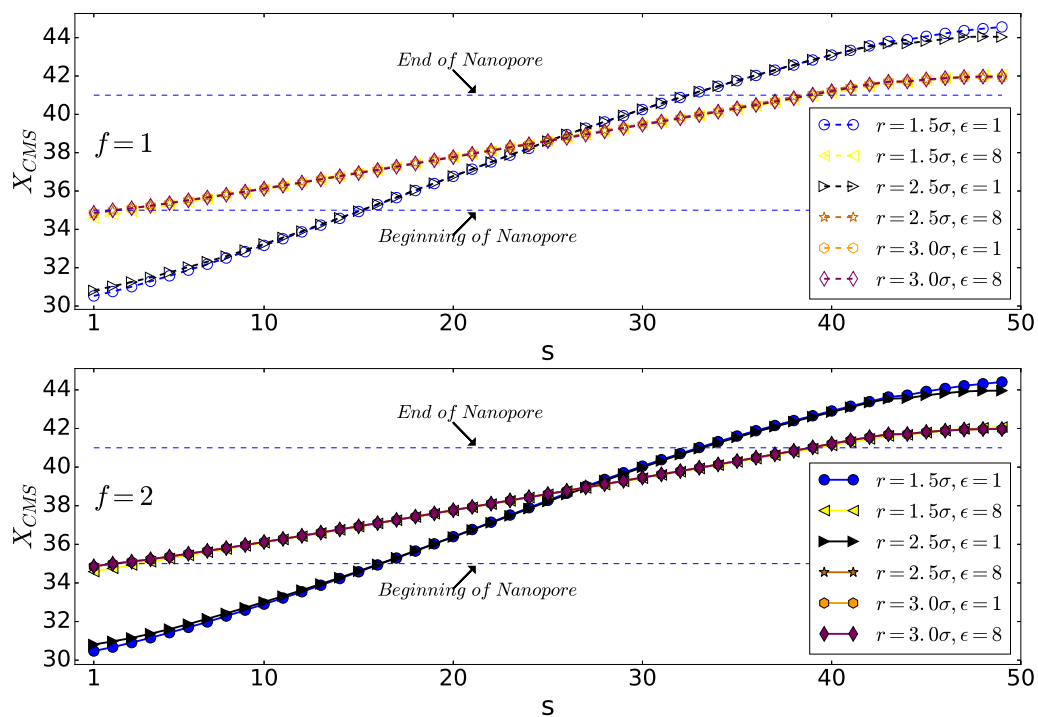 44
42
40
38
36
34
32
30
X_CMS
End of Nanopore
f = 1
Beginning of Nanopore
r = 1.5σ, ϵ = 1
r = 1.5σ, ϵ = 8
r = 2.5σ, ϵ = 1
r = 2.5σ, ϵ = 8
r = 3.0σ, ϵ = 1
r = 3.0σ, ϵ = 8
1 10 20 30 40 50
s
44
42
40
38
36
34
32
30
X_CMS
End of Nanopore
f = 2
Beginning of Nanopore
r = 1.5σ, ϵ = 1
r = 1.5σ, ϵ = 8
r = 2.5σ, ϵ = 1
r = 2.5σ, ϵ = 8
r = 3.0σ, ϵ = 1
r = 3.0σ, ϵ = 8
1 10 20 30 40 50
s